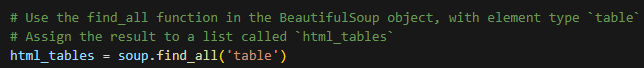 # Use the find_all function in the BeautifulSoup object, with element type `table`
# Assign the result to a list called `html_tables`
html_tables = soup.find_all('table')